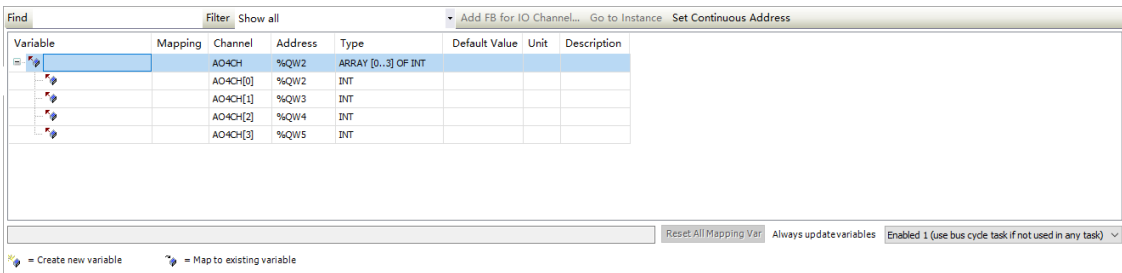 Find Filter Show all Add FB for IO Channel... Go to Instance Set Continuous Address
Variable Mapping Channel Address Type Default Value Unit Description
AO4CH %QW2 ARRAY [0..3] OF INT
AO4CH[0] %QW2 INT
AO4CH[1] %QW3 INT
AO4CH[2] %QW4 INT
AO4CH[3] %QW5 INT
Reset All Mapping Var Always updatevariables Enabled 1 (use bus cycle task if not used in any task)
= Create new variable = Map to existing variable